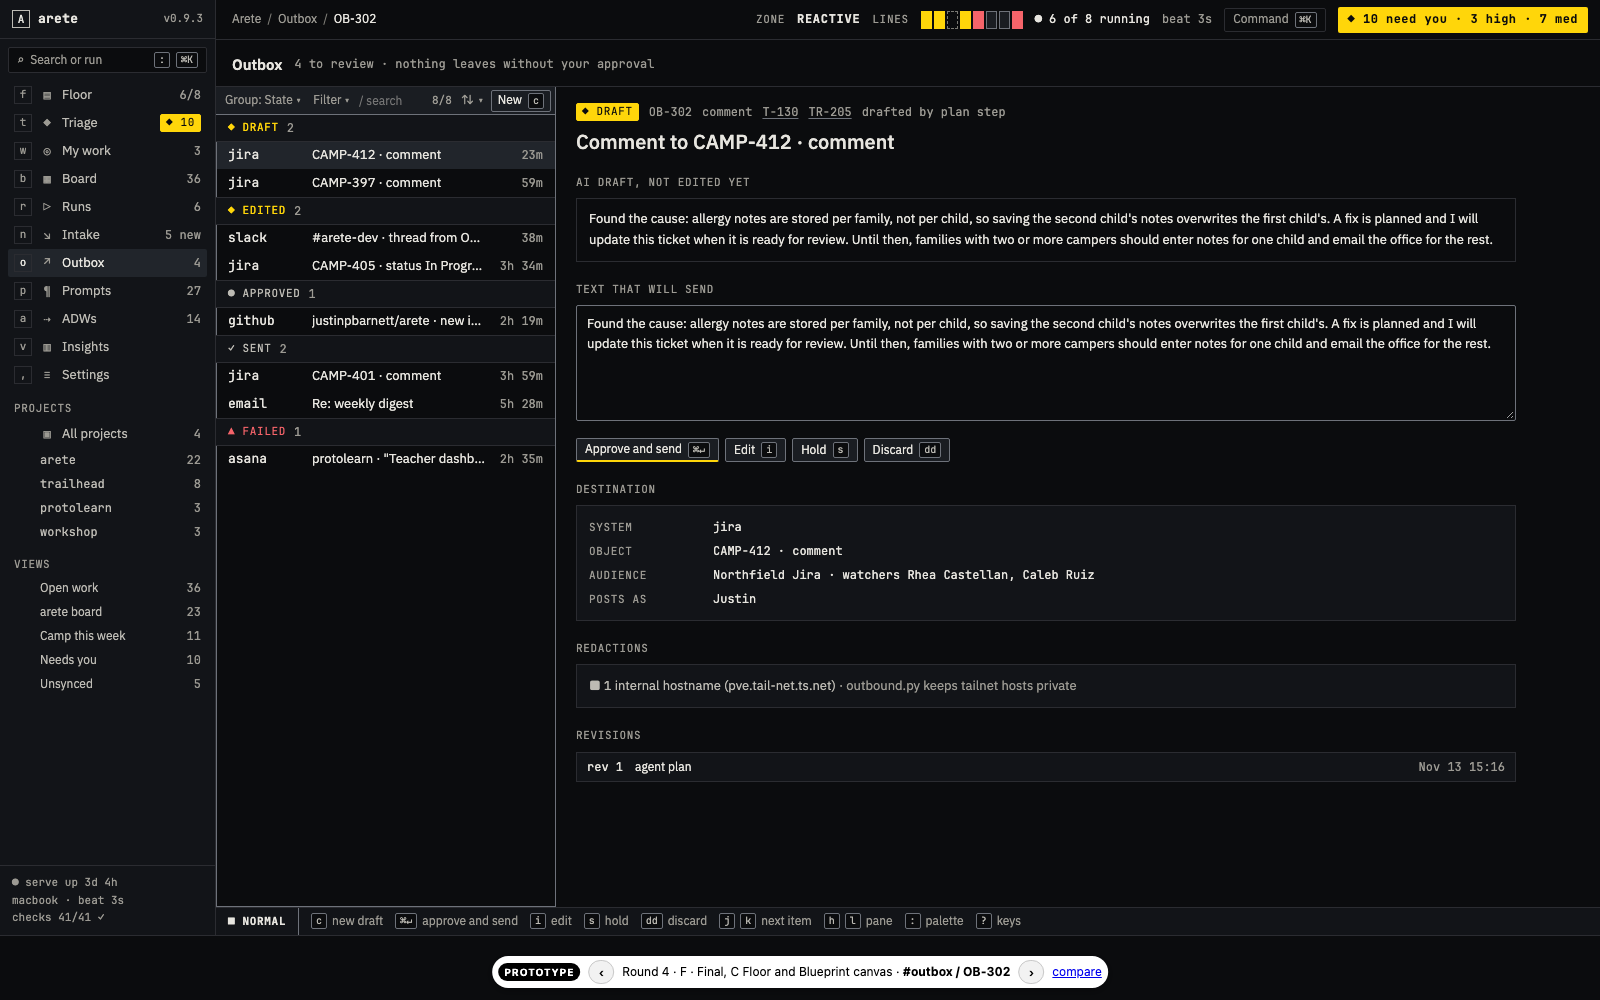 A arete v0.9.3
Search or run : ⌘K
f Floor 6/8
t Triage ◆ 10
w My work 3
b Board 36
r Runs 6
n Intake 5 new
o Outbox 4
p Prompts 27
a ADWs 14
v Insights
, Settings
PROJECTS
All projects 4
arete 22
trailhead 8
protolearn 3
workshop 3
VIEWS
Open work 36
arete board 23
Camp this week 11
Needs you 10
Unsynced 5
● serve up 3d 4h
macbook · beat 3s
checks 41/41 ✓
Arete / Outbox / OB-302
ZONE REACTIVE LINES ● 6 of 8 running beat 3s Command ⌘K ◆ 10 need you · 3 high · 7 med
Outbox 4 to review · nothing leaves without your approval
Group: State ▾ Filter ▾ / search 8/8 ↑↓ ▾ New c
◆ DRAFT 2
jira CAMP-412 · comment 23m
jira CAMP-397 · comment 59m
◆ EDITED 2
slack #arete-dev · thread from O... 38m
jira CAMP-405 · status In Progr... 3h 34m
● APPROVED 1
github justinpbarnett/arete · new i... 2h 19m
✓ SENT 2
jira CAMP-401 · comment 3h 59m
email Re: weekly digest 5h 28m
▲ FAILED 1
asana protolearn · "Teacher dashb... 2h 35m
◆ DRAFT OB-302 comment T-130 TR-205 drafted by plan step
Comment to CAMP-412 · comment
AI DRAFT, NOT EDITED YET
Found the cause: allergy notes are stored per family, not per child, so saving the second child's notes overwrites the first child's. A fix is planned and I will
update this ticket when it is ready for review. Until then, families with two or more campers should enter notes for one child and email the office for the rest.
TEXT THAT WILL SEND
Found the cause: allergy notes are stored per family, not per child, so saving the second child's notes overwrites the first child's. A fix is planned and I will
update this ticket when it is ready for review. Until then, families with two or more campers should enter notes for one child and email the office for the rest.
Approve and send ⌘↵ Edit i Hold s Discard dd
DESTINATION
SYSTEM jira
OBJECT CAMP-412 · comment
AUDIENCE Northfield Jira · watchers Rhea Castellan, Caleb Ruiz
POSTS AS Justin
REDACTIONS
1 internal hostname (pve.tail-net.ts.net) · outbound.py keeps tailnet hosts private
REVISIONS
rev 1 agent plan Nov 13 15:16
■ NORMAL c new draft ⌘↵ approve and send i edit s hold dd discard j k next item h l pane : palette ? keys
PROTOTYPE ‹ Round 4 · F · Final, C Floor and Blueprint canvas · #outbox / OB-302 › compare